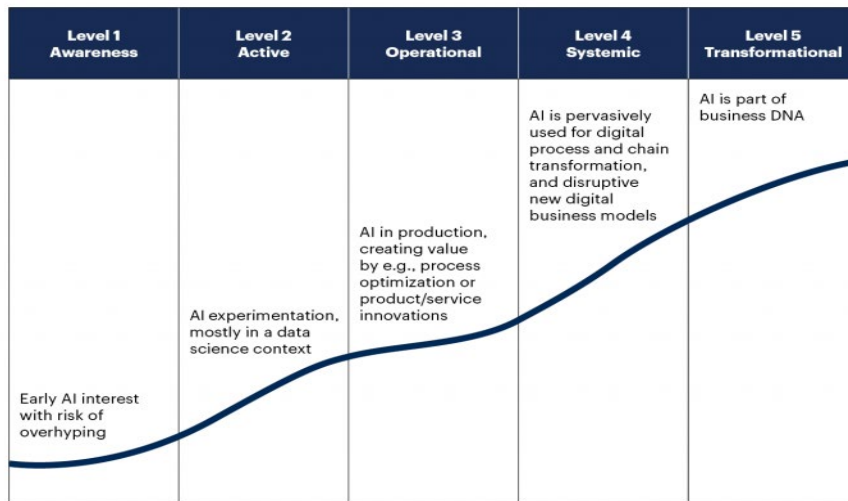 Level 1
Awareness
Level 2
Active
Level 3
Operational
Level 4
Systemic
Level 5
Transformational
Early AI interest
with risk of
overhyping
AI experimentation,
mostly in a data
science context
AI in production,
creating value
by e.g., process
optimization or
product/service
innovations
AI is pervasively
used for digital
process and chain
transformation,
and disruptive
new digital
business models
AI is part of
business DNA